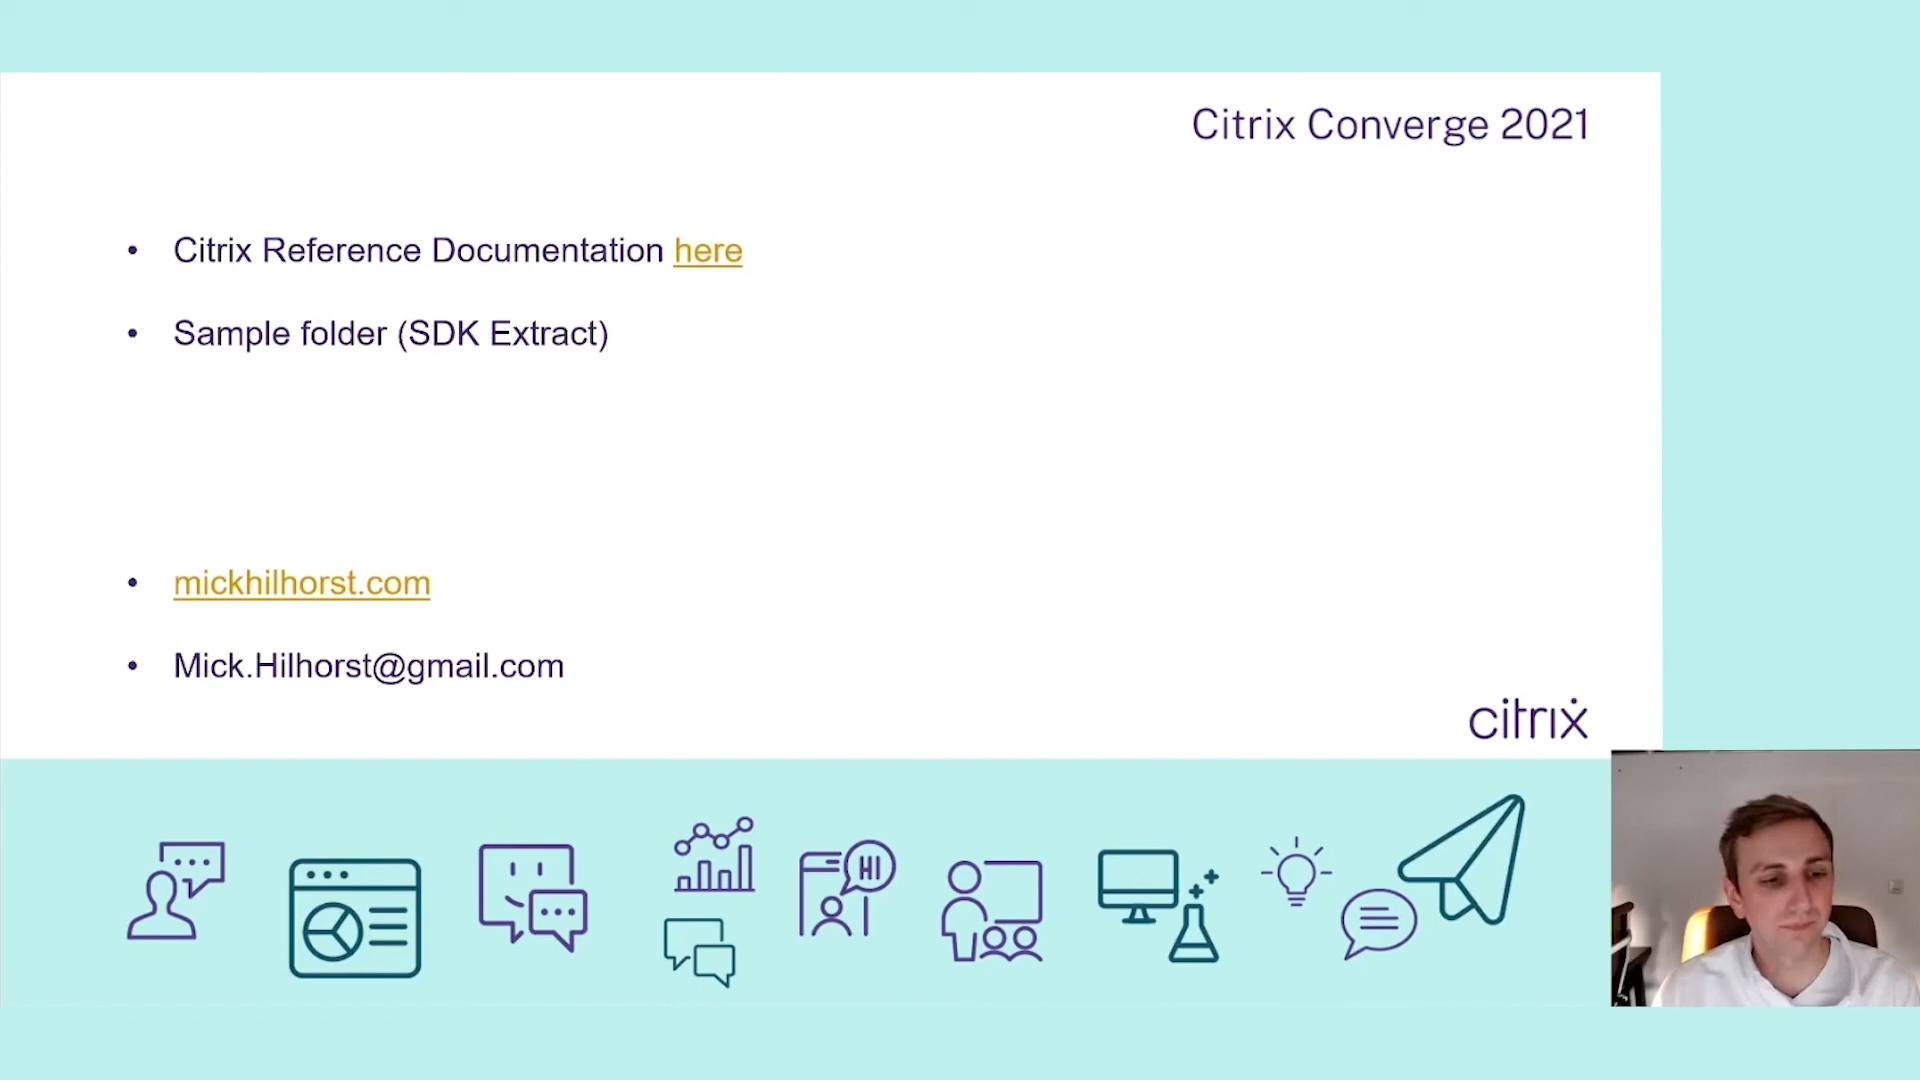 Citrix Converge 2021
• Citrix Reference Documentation here
• Sample folder (SDK Extract)
• mickhilhorst.com
• Mick.Hilhorst@gmail.com
citrix
HI